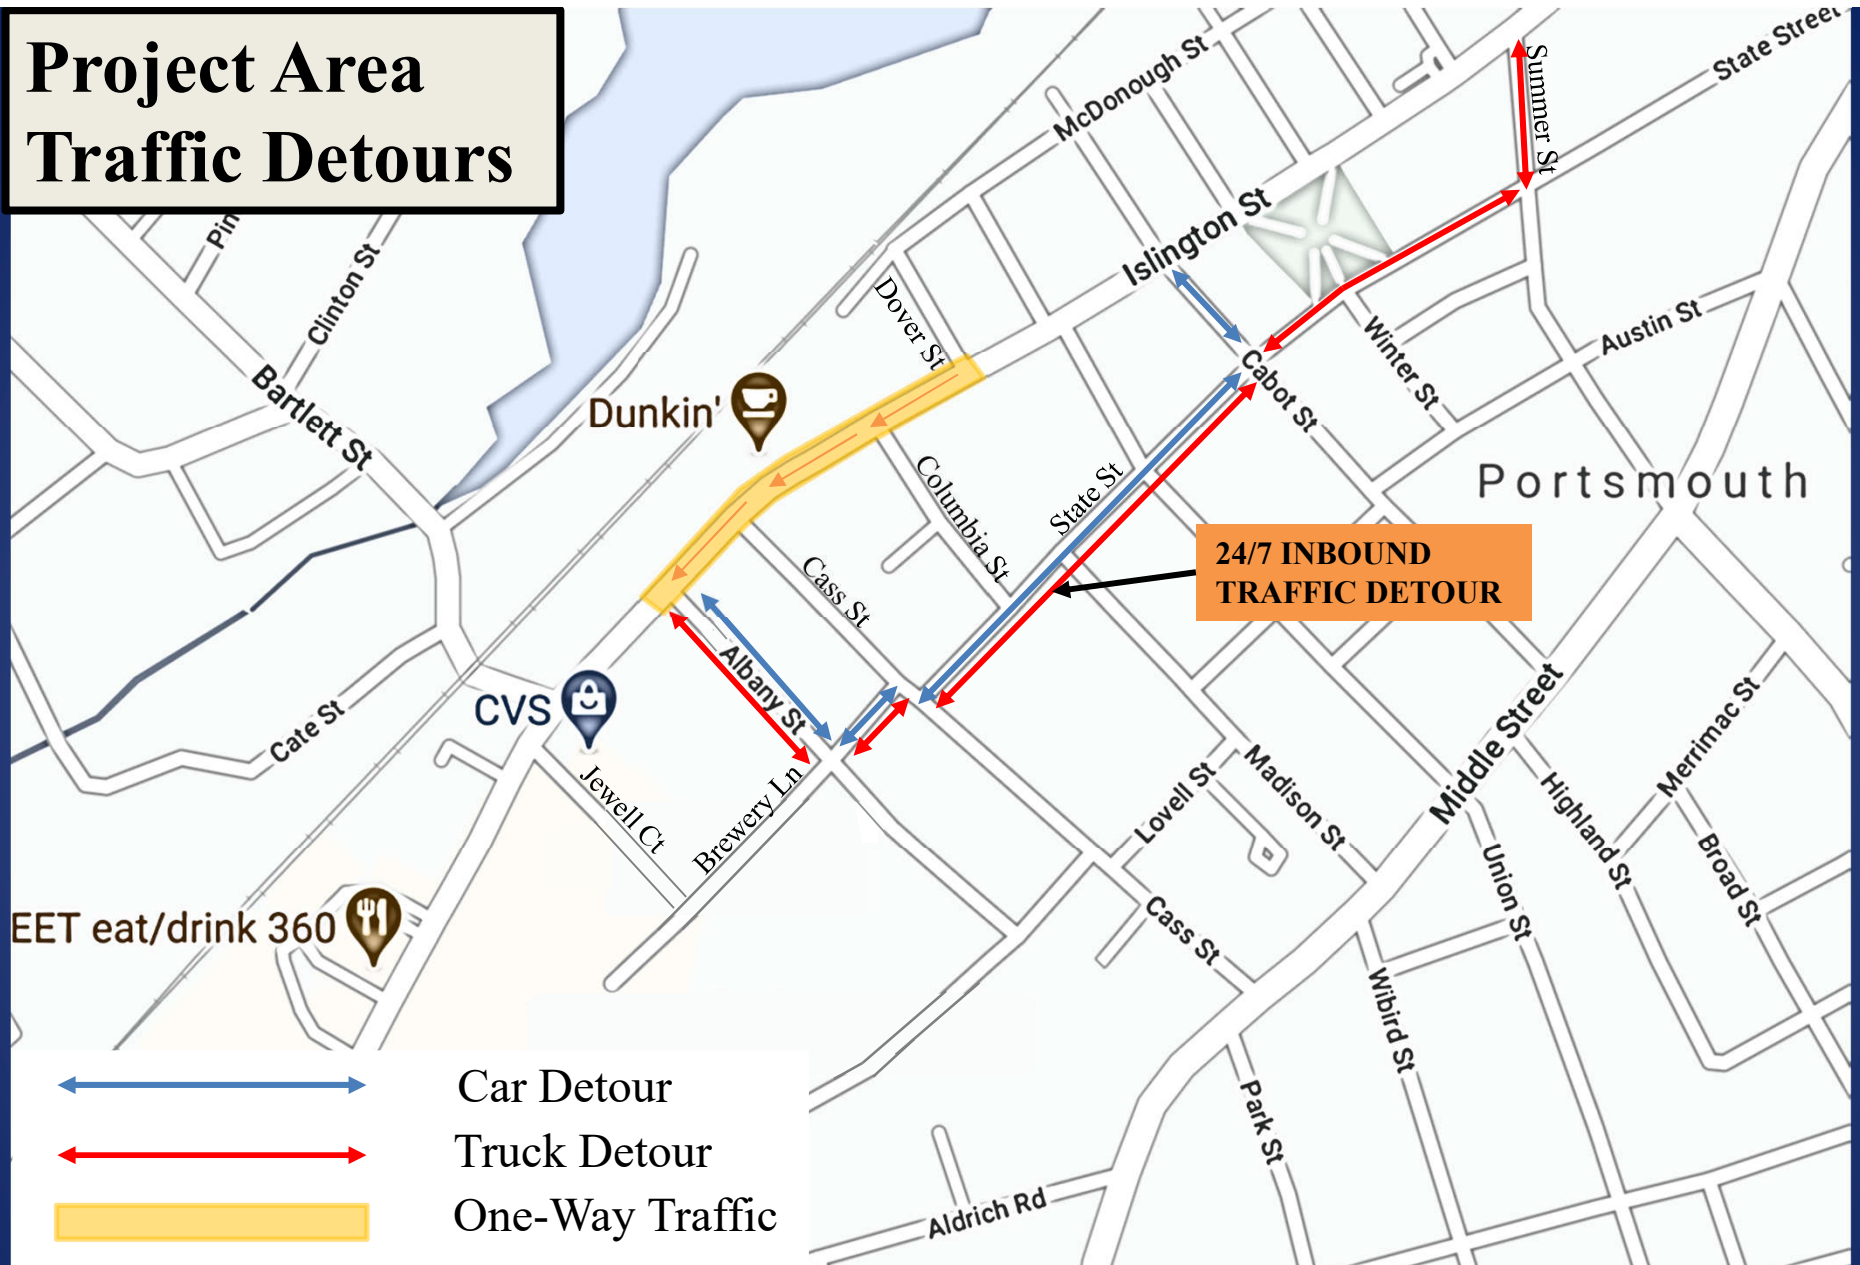 Project Area
Traffic Detours
Pin
Clinton St
Bartlett St
McDonough St
Summer St
State Street
Islington St
Dover St
Dunkin'
Winter St
Austin St
Cabot St
Columbia St
State St
Portsmouth
24/7 INBOUND
TRAFFIC DETOUR
Cass St
Albany St
CVS
Cate St
Jewell Ct
Brewery Ln
Middle Street
Merrimac St
Lovell St
Madison St
Highland St
Broad St
Union St
EET eat/drink 360
Cass St
Wibird St
Park St
Aldrich Rd
Car Detour
Truck Detour
One-Way Traffic